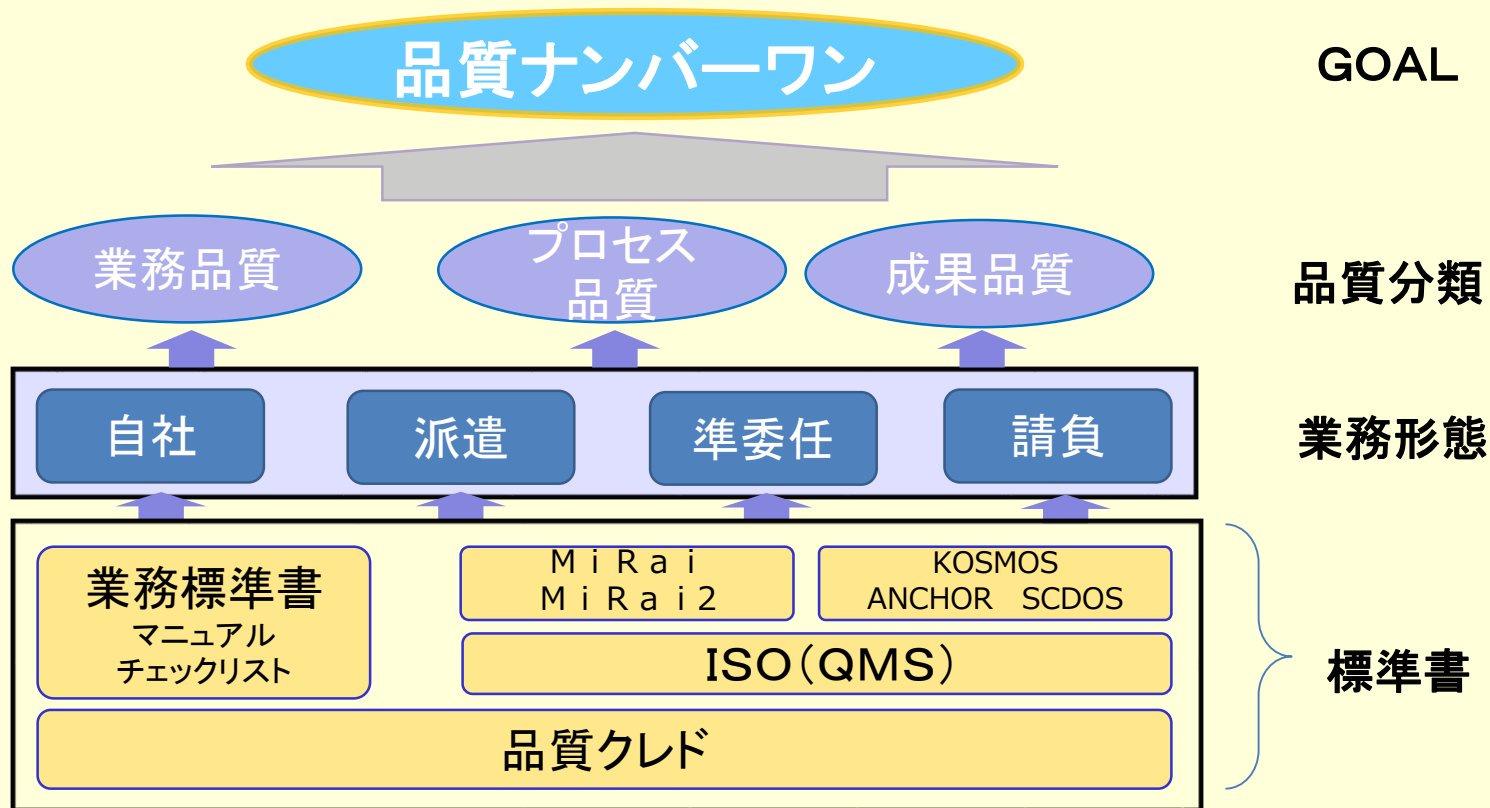 品質ナンバーワン
GOAL
業務品質
プロセス
品質
成果品質
品質分類
自社
派遣
準委任
請負
業務形態
業務標準書
マニュアル
チェックリスト
ＭｉＲａｉ
ＭｉＲａｉ2
KOSMOS
ANCHOR　SCDOS
ISO（QMS）
標準書
品質クレド